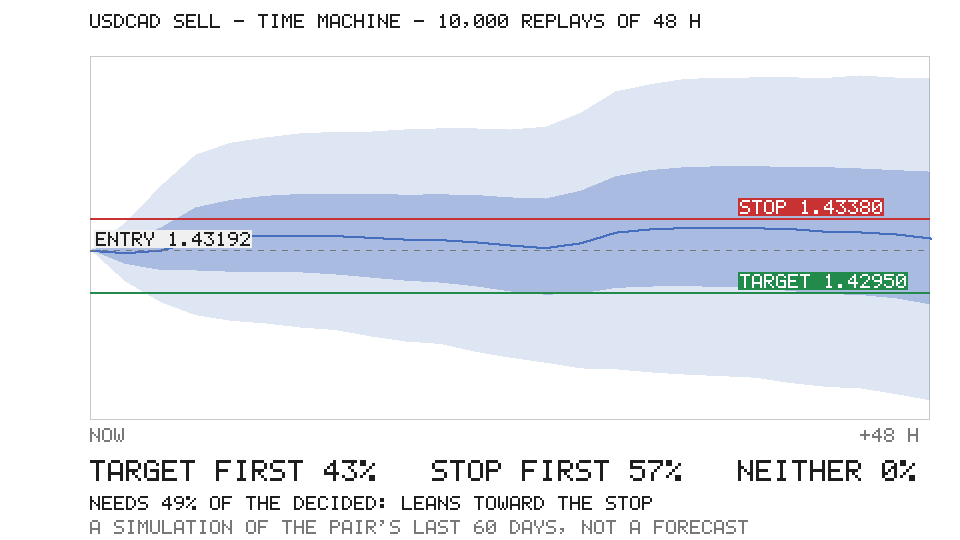 USDCAD SELL - TIME MACHINE - 10,000 REPLAYS OF 48 H
STOP 1.43380
ENTRY 1.43192
TARGET 1.42950
NOW
+48 H
TARGET FIRST 43%   STOP FIRST 57%   NEITHER 0%
NEEDS 49% OF THE DECIDED: LEANS TOWARD THE STOP
A SIMULATION OF THE PAIR'S LAST 60 DAYS, NOT A FORECAST